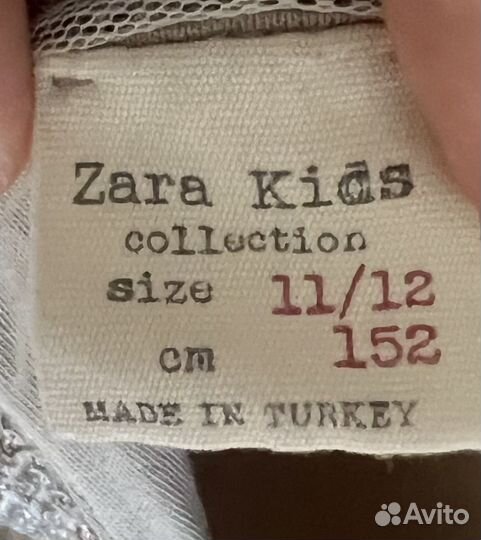 Zara Kids
collection
size 11/12
cm 152
MADE IN TURKEY
Avito